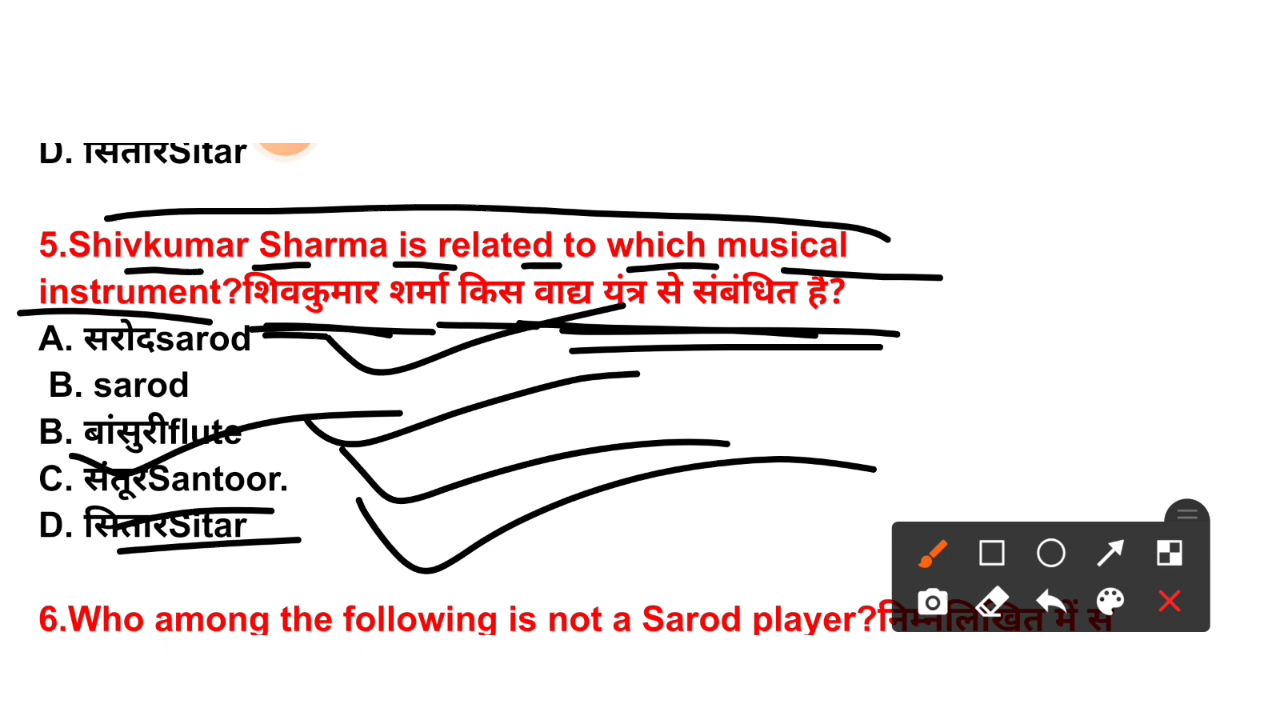 D. सितारSitar
5.Shivkumar Sharma is related to which musical
instrument?शिवकुमार शर्मा किस वाद्य यंत्र से संबंधित है?
A. सरोदsarod
B. sarod
B. बांसुरीflute
C. संतूरSantoor.
D. सितारSitar
6.Who among the following is not a Sarod player?निम्नलिखित में स